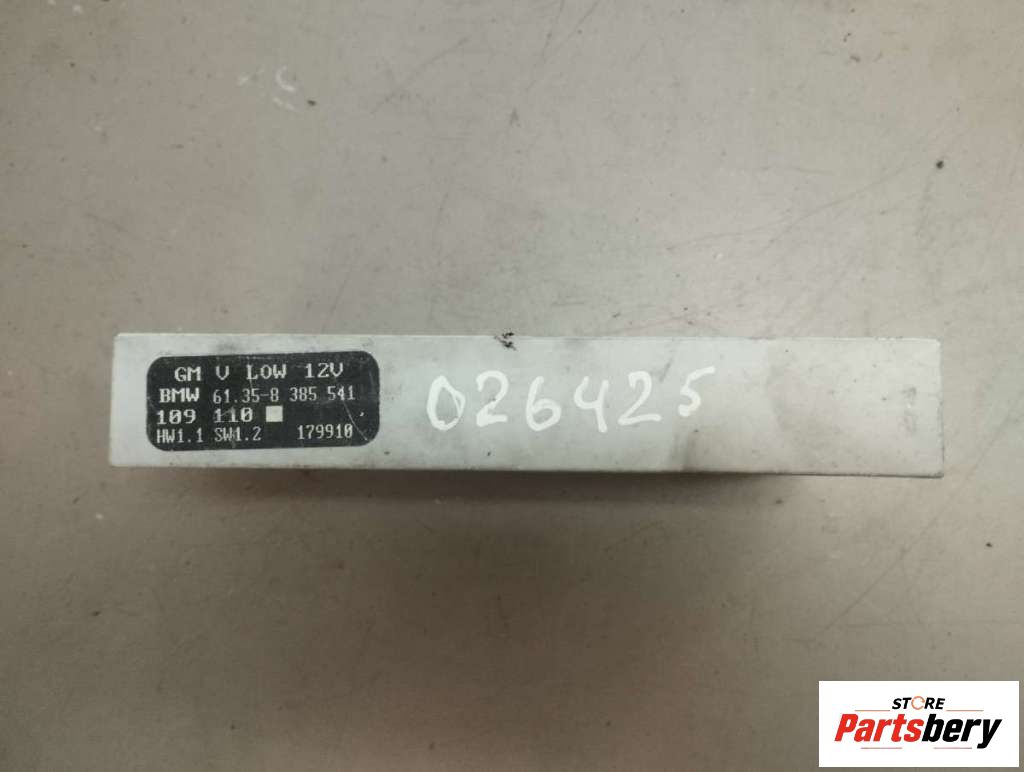 GM V LOW 12V
BMW 61.35-8 385 541
109 110
HW1.1 SW1.2 179910
026425
STORE
Partsbery